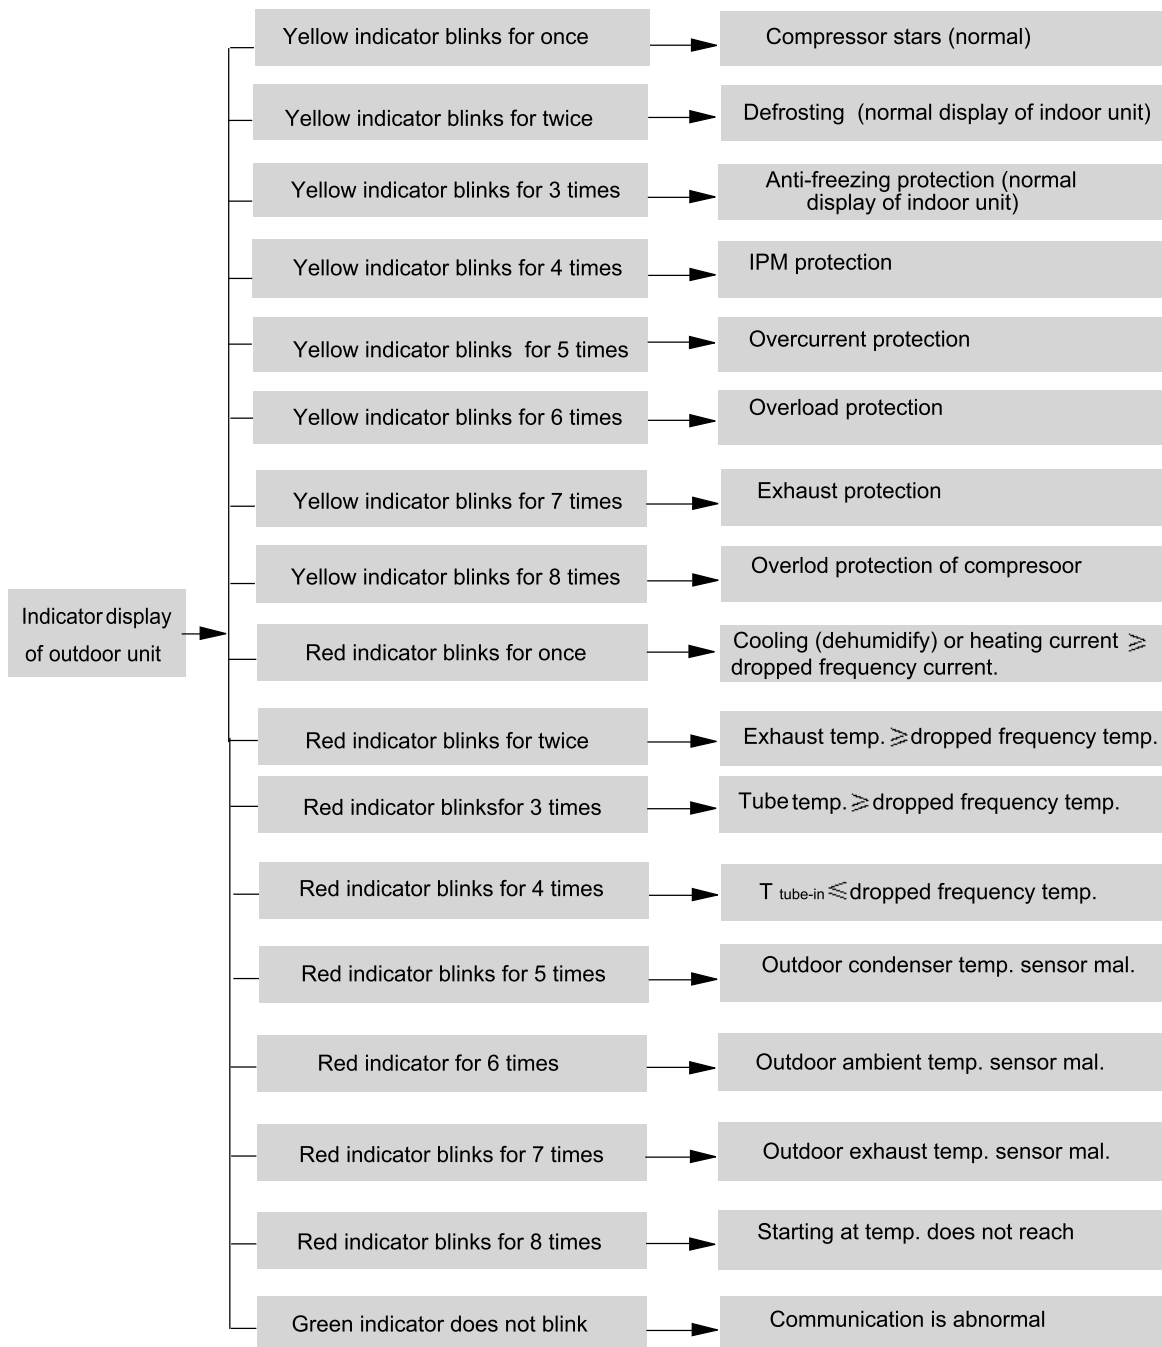 Yellow indicator blinks for once
Compressor stars (normal)
Yellow indicator blinks for twice
Defrosting (normal display of indoor unit)
Yellow indicator blinks for 3 times
Anti-freezing protection (normal
display of indoor unit)
Yellow indicator blinks for 4 times
IPM protection
Yellow indicator blinks for 5 times
Overcurrent protection
Yellow indicator blinks for 6 times
Overload protection
Yellow indicator blinks for 7 times
Exhaust protection
Yellow indicator blinks for 8 times
Overlod protection of compresoor
Indicator display
of outdoor unit
Red indicator blinks for once
Cooling (dehumidify) or heating current ⩾
dropped frequency current.
Red indicator blinks for twice
Exhaust temp. ⩾dropped frequency temp.
Red indicator blinksfor 3 times
Tube temp. ⩾dropped frequency temp.
Red indicator blinks for 4 times
T tube-in ⩽dropped frequency temp.
Red indicator blinks for 5 times
Outdoor condenser temp. sensor mal.
Red indicator for 6 times
Outdoor ambient temp. sensor mal.
Red indicator blinks for 7 times
Outdoor exhaust temp. sensor mal.
Red indicator blinks for 8 times
Starting at temp. does not reach
Green indicator does not blink
Communication is abnormal